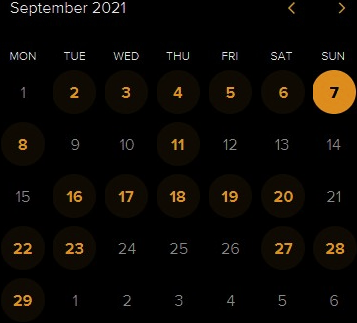 September 2021 < >
MON TUE WED THU FRI SAT SUN
1 2 3 4 5 6 7
8 9 10 11 12 13 14
15 16 17 18 19 20 21
22 23 24 25 26 27 28
29 1 2 3 4 5 6